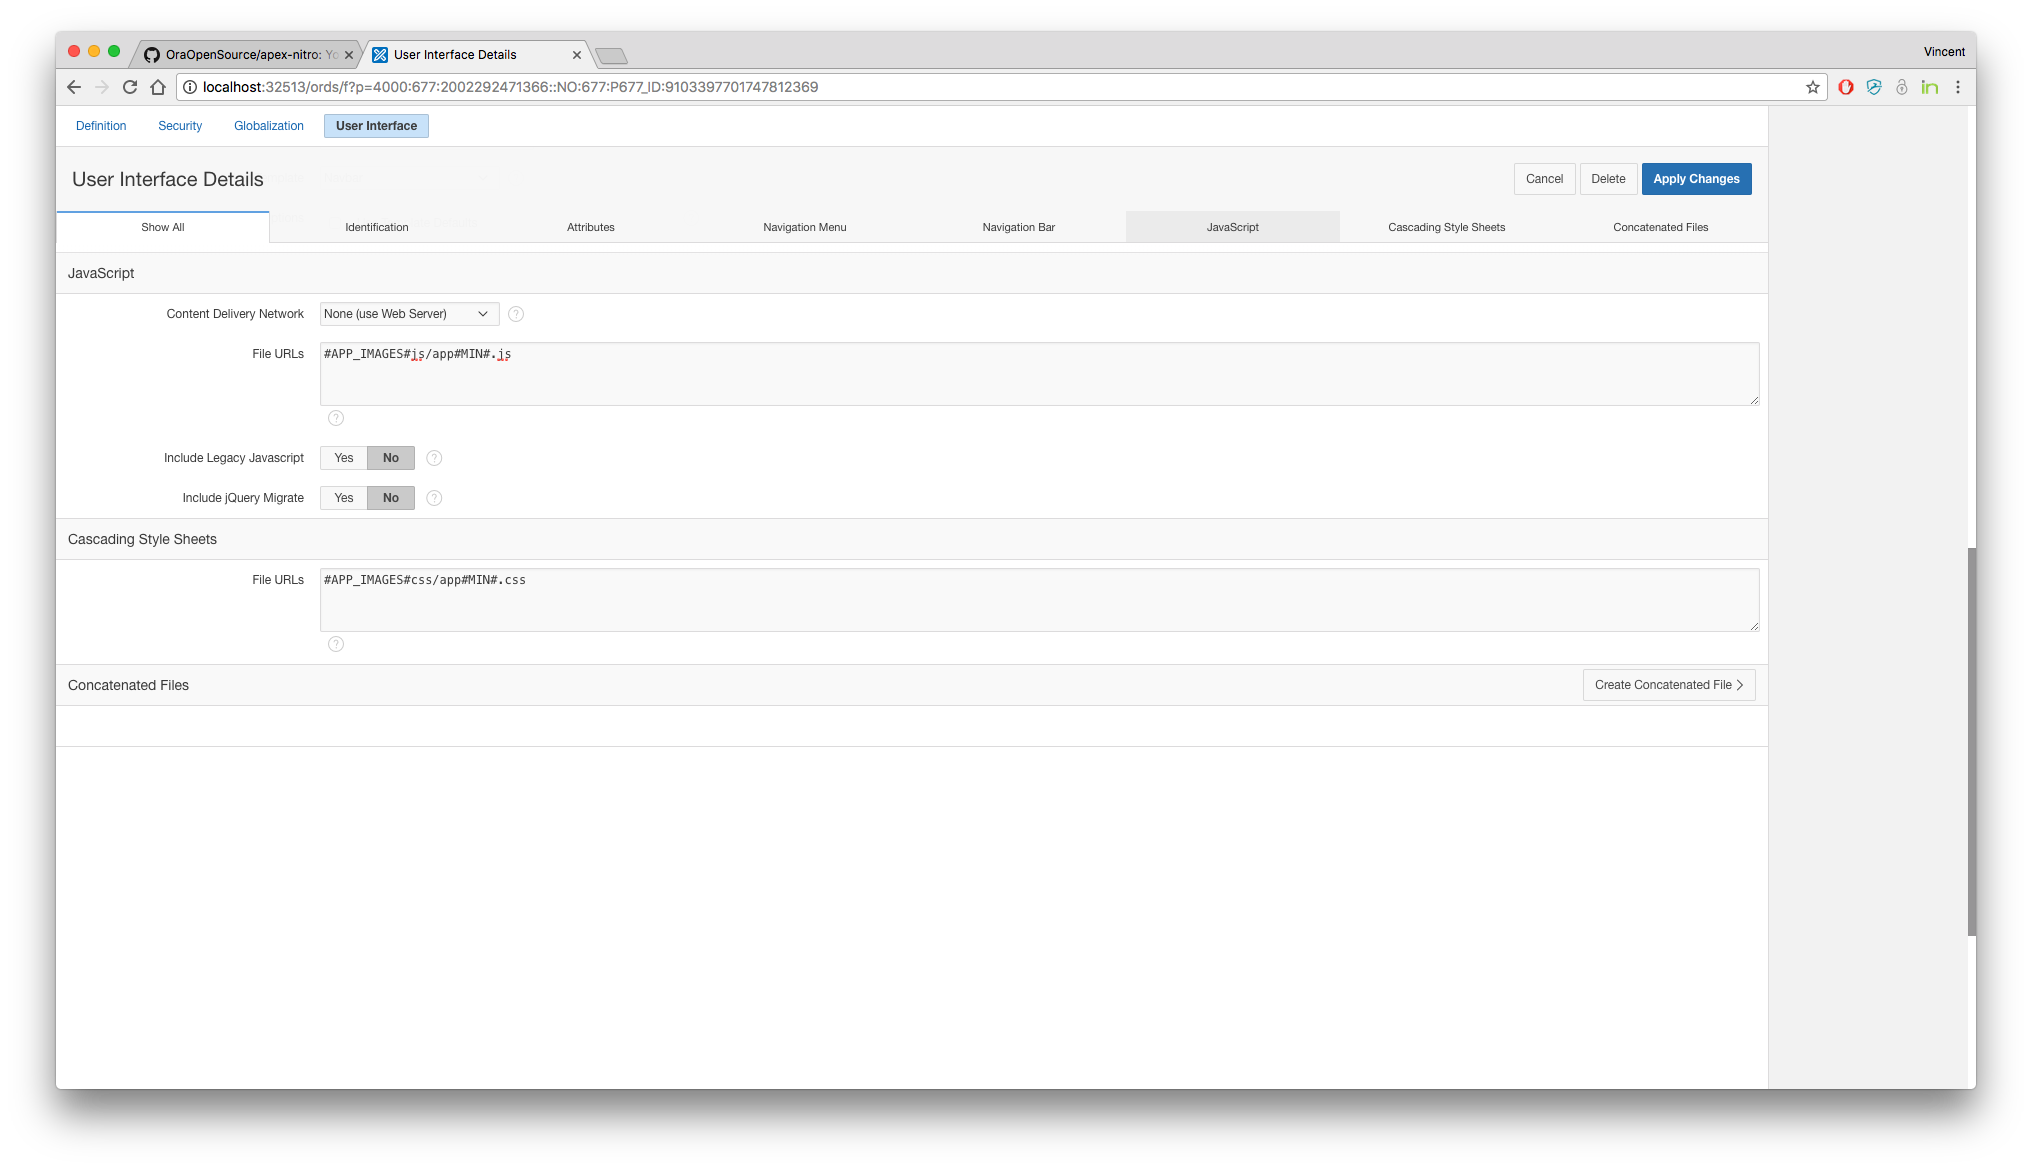 OraOpenSource/apex-nitro: Yo
User Interface Details
Vincent
localhost:32513/ords/f?p=4000:677:2002292471366::NO:677:P677_ID:9103397701747812369
Definition Security Globalization User Interface
User Interface Details
Cancel Delete Apply Changes
Show All Identification Attributes Navigation Menu Navigation Bar JavaScript Cascading Style Sheets Concatenated Files
JavaScript
Content Delivery Network None (use Web Server) ?
File URLs #APP_IMAGES#js/app#MIN#.js
?
Include Legacy Javascript Yes No ?
Include jQuery Migrate Yes No ?
Cascading Style Sheets
File URLs #APP_IMAGES#css/app#MIN#.css
?
Concatenated Files Create Concatenated File >